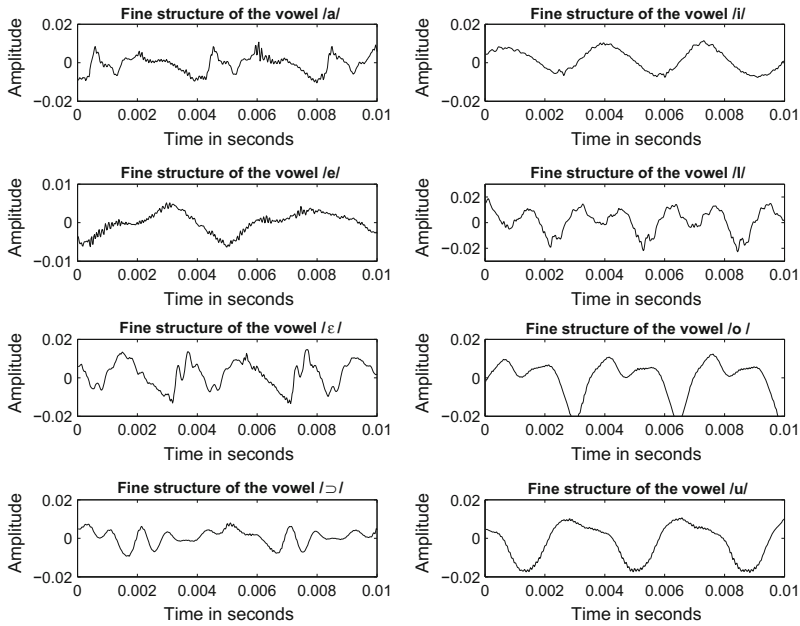 Fine structure of the vowel /a/
0.02
0
−0.02
Amplitude
0 0.002 0.004 0.006 0.008 0.01
Time in seconds
Fine structure of the vowel /i/
0.02
0
−0.02
Amplitude
0 0.002 0.004 0.006 0.008 0.01
Time in seconds
Fine structure of the vowel /e/
0.01
0
−0.01
Amplitude
0 0.002 0.004 0.006 0.008 0.01
Time in seconds
Fine structure of the vowel /I/
0.02
0
−0.02
Amplitude
0 0.002 0.004 0.006 0.008 0.01
Time in seconds
Fine structure of the vowel /ε/
0.02
0
−0.02
Amplitude
0 0.002 0.004 0.006 0.008 0.01
Time in seconds
Fine structure of the vowel /o /
0.02
0
−0.02
Amplitude
0 0.002 0.004 0.006 0.008 0.01
Time in seconds
Fine structure of the vowel /⊃/
0.02
0
−0.02
Amplitude
0 0.002 0.004 0.006 0.008 0.01
Time in seconds
Fine structure of the vowel /u/
0.02
0
−0.02
Amplitude
0 0.002 0.004 0.006 0.008 0.01
Time in seconds